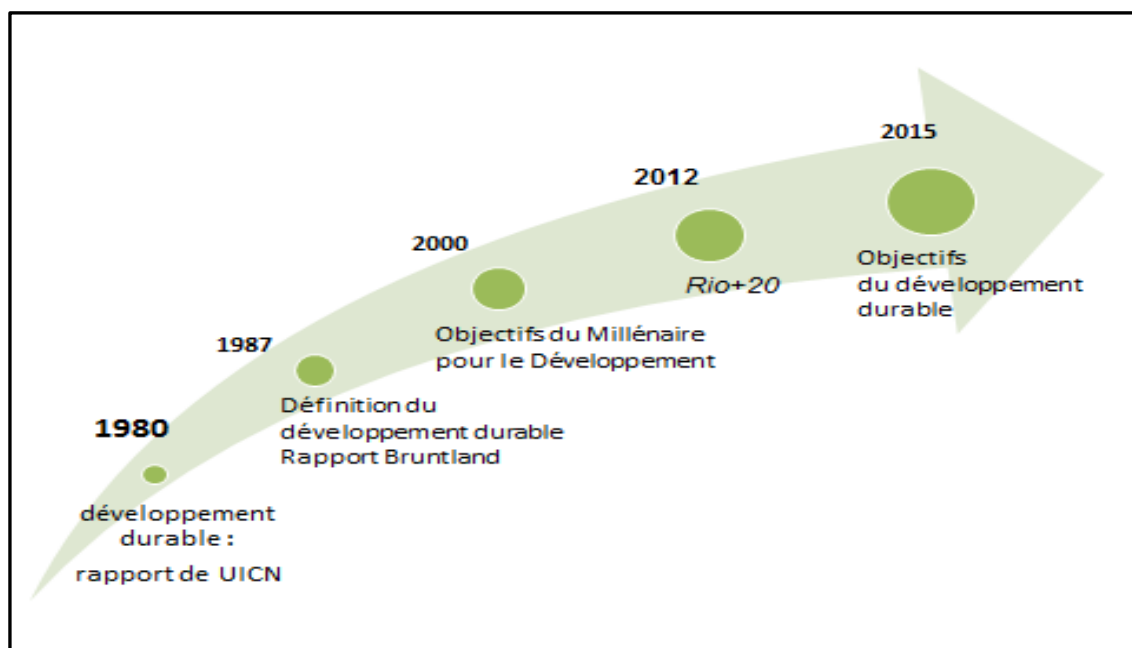 1980
développement
durable :
rapport de UICN
1987
Définition du
développement durable
Rapport Bruntland
2000
Objectifs du Millénaire
pour le Développement
2012
Rio+20
2015
Objectifs
du développement
durable